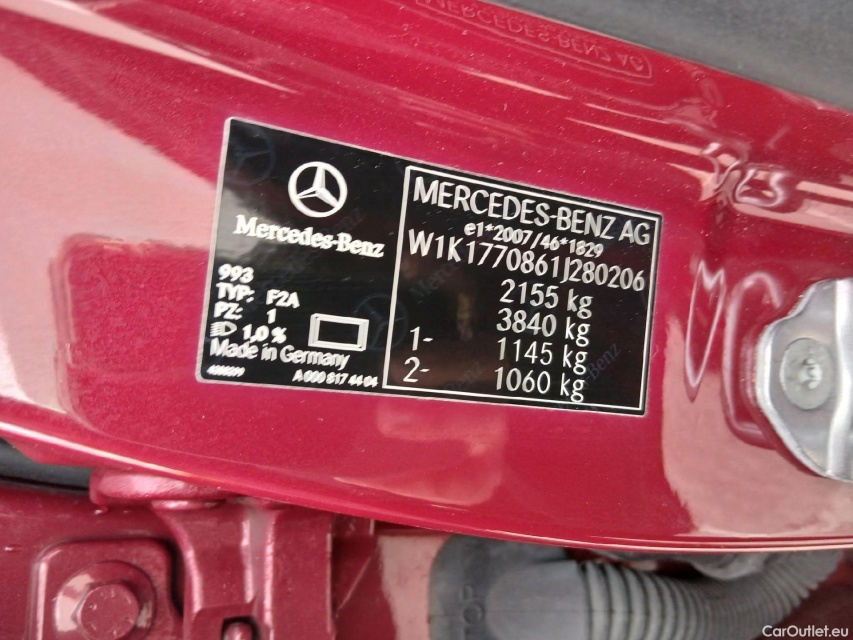 MERCEDES-BENZ AG
Mercedes-Benz
993
TYP: F2A
PZ: 1
1,0 %
Made in Germany
A 000 817 44 04
MERCEDES-BENZ AG
e1*2007/46*1829
W1K1770861J280206
2155 kg
3840 kg
1- 1145 kg
2- 1060 kg
CarOutlet.eu